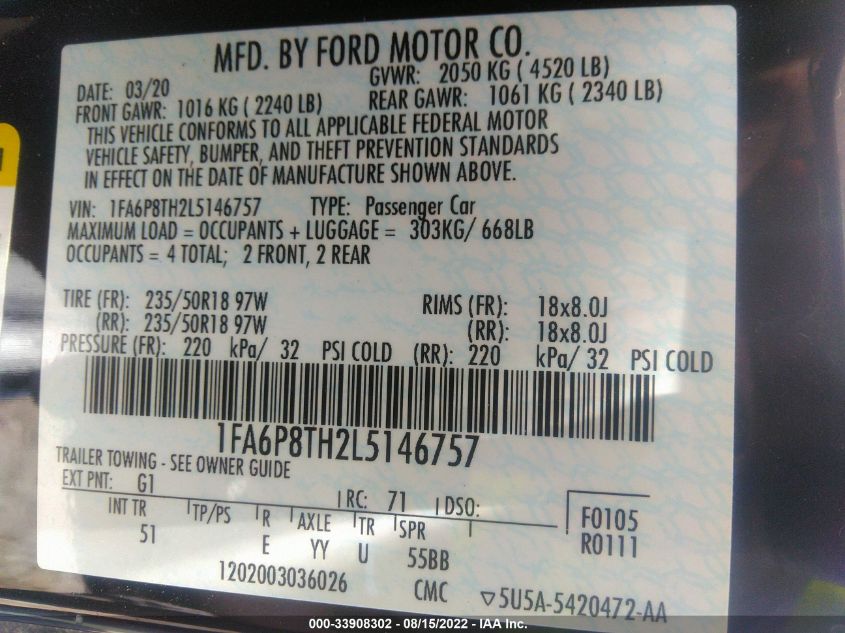 MFD. BY FORD MOTOR CO.
DATE: 03/20 GVWR: 2050 KG ( 4520 LB)
FRONT GAWR: 1016 KG ( 2240 LB) REAR GAWR: 1061 KG ( 2340 LB)
THIS VEHICLE CONFORMS TO ALL APPLICABLE FEDERAL MOTOR
VEHICLE SAFETY, BUMPER, AND THEFT PREVENTION STANDARDS
IN EFFECT ON THE DATE OF MANUFACTURE SHOWN ABOVE.
VIN: 1FA6P8TH2L5146757 TYPE: Passenger Car
MAXIMUM LOAD = OCCUPANTS + LUGGAGE = 303KG/ 668LB
OCCUPANTS = 4 TOTAL; 2 FRONT, 2 REAR
TIRE (FR): 235/50R18 97W RIMS (FR): 18x8.0J
(RR): 235/50R18 97W (RR): 18x8.0J
PRESSURE (FR): 220 kPa/ 32 PSI COLD (RR): 220 kPa/ 32 PSI COLD
1FA6P8TH2L5146757
TRAILER TOWING - SEE OWNER GUIDE
EXT PNT: G1 RC: 71 DSO:
INT TR TP/PS R AXLE TR SPR F0105
51 E YY U 55BB R0111
1202003036026 CMC ▽5U5A-5420472-AA
000-33908302 - 08/15/2022 - IAA Inc.